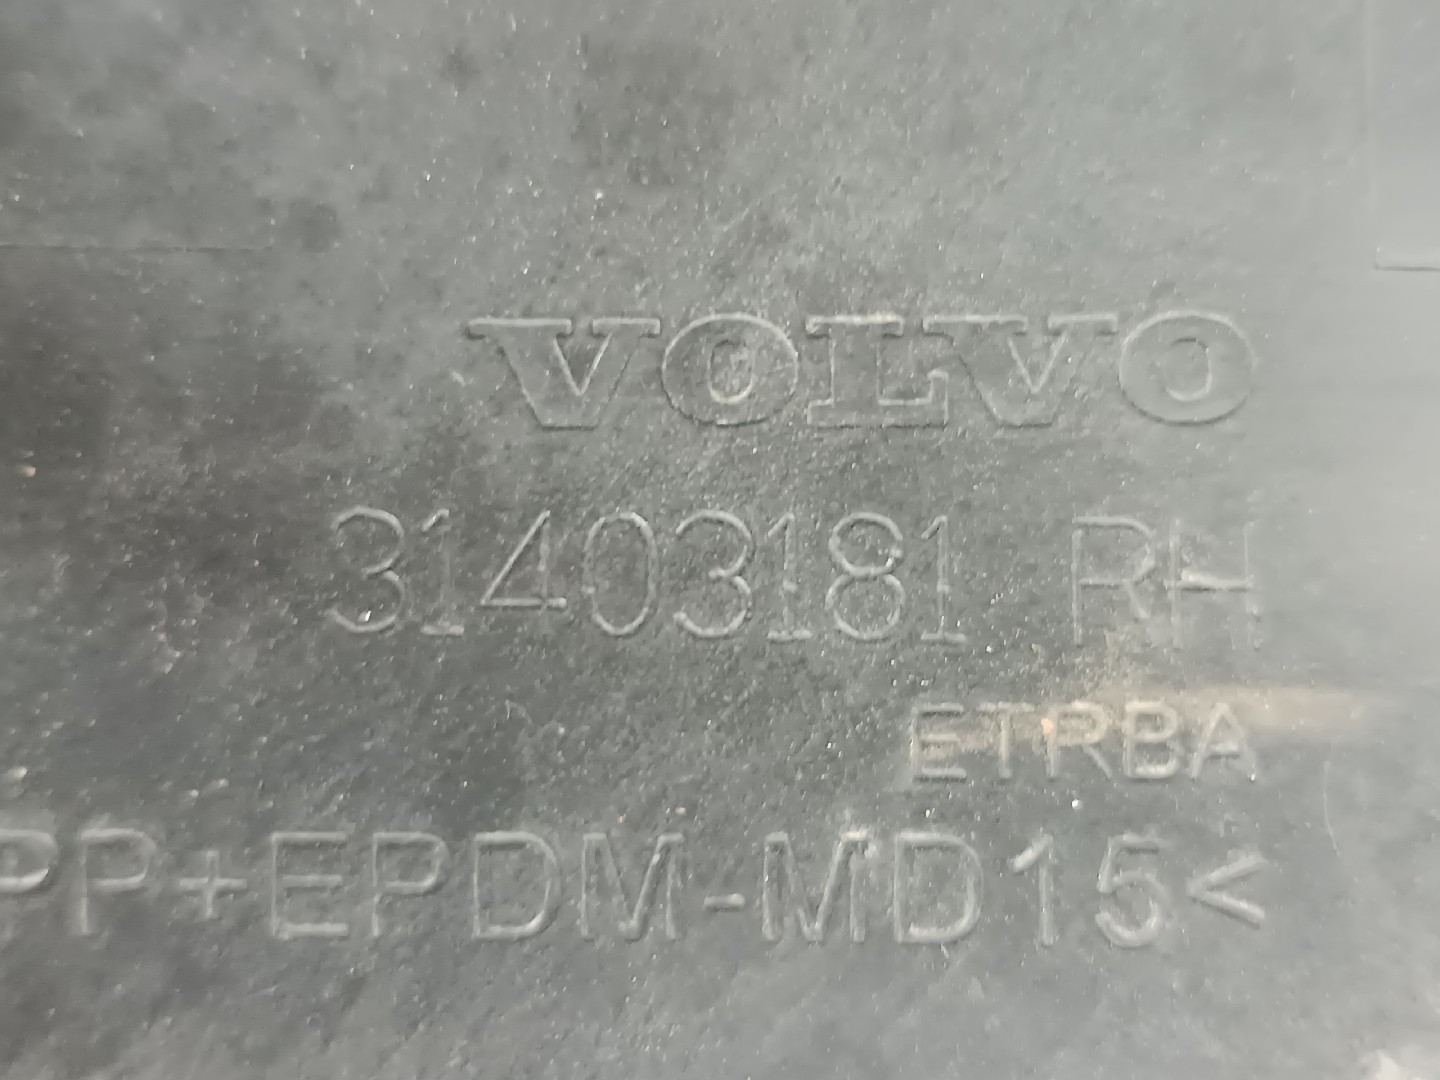 VOLVO
31403181 RH
ETRBA
PP+EPDM-MD15<